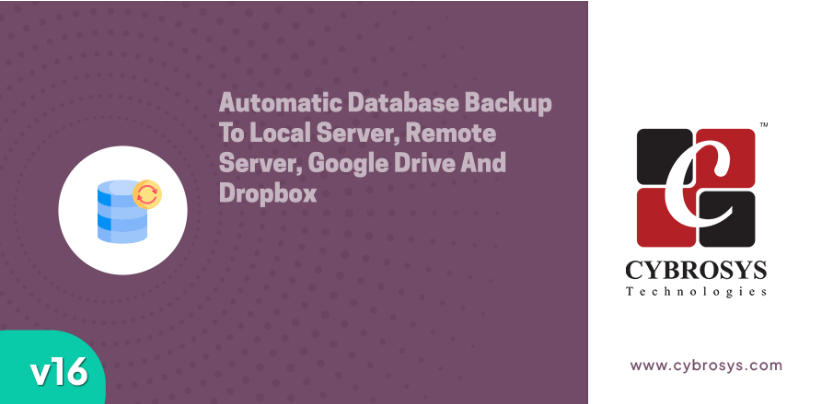 Automatic Database Backup
To Local Server, Remote
Server, Google Drive And
Dropbox
v16
C
TM
CYBROSYS
Technologies
www.cybrosys.com